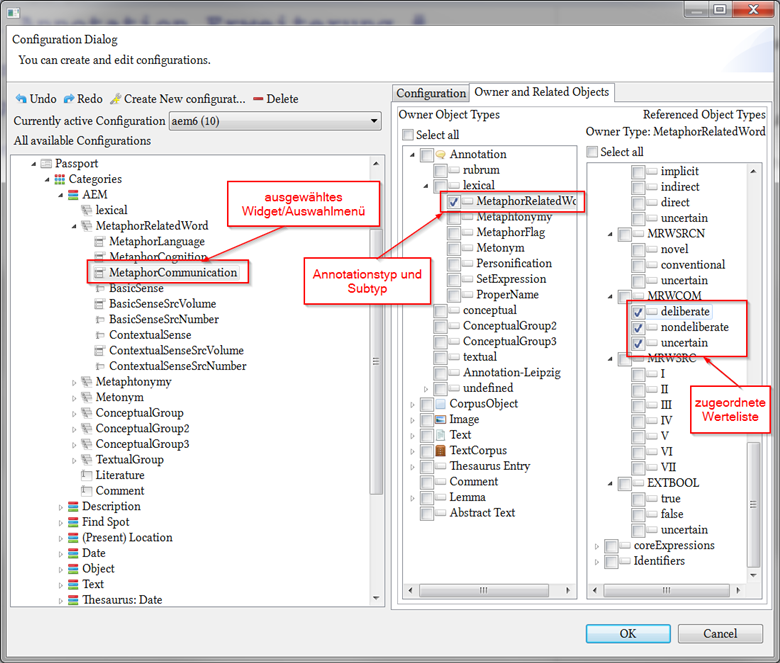 Annotation Erweiterung
Configuration Dialog
You can create and edit configurations.
Undo Redo Create New configurat... Delete
Currently active Configuration aem6 (10)
All available Configurations
Passport
Categories
AEM
lexical
MetaphorRelatedWord
MetaphorLanguage
MetaphorCognition
MetaphorCommunication
BasicSense
BasicSenseSrcVolume
BasicSenseSrcNumber
ContextualSense
ContextualSenseSrcVolume
ContextualSenseSrcNumber
Metaphtonymy
Metonym
ConceptualGroup
ConceptualGroup2
ConceptualGroup3
TextualGroup
Literature
Comment
Description
Find Spot
(Present) Location
Date
Object
Text
Thesaurus: Date
ausgewähltes
Widget/Auswahlmenü
Configuration
Owner and Related Objects
Owner Object Types
Select all
Annotation
rubrum
lexical
MetaphorRelatedWo
Metaphtonymy
MetaphorFlag
Metonym
Personification
SetExpression
ProperName
conceptual
ConceptualGroup2
ConceptualGroup3
textual
Annotation-Leipzig
undefined
CorpusObject
Image
Text
TextCorpus
Thesaurus Entry
Comment
Lemma
Abstract Text
Annotationstyp und
Subtyp
Referenced Object Types
Owner Type: MetaphorRelatedWord
Select all
implicit
indirect
direct
uncertain
MRWSRCN
novel
conventional
uncertain
MRWCOM
deliberate
nondeliberate
uncertain
MRWSRC
I
II
III
IV
V
VI
VII
EXTBOOL
true
false
uncertain
coreExpressions
Identifiers
zugeordnete
Werteliste
OK
Cancel